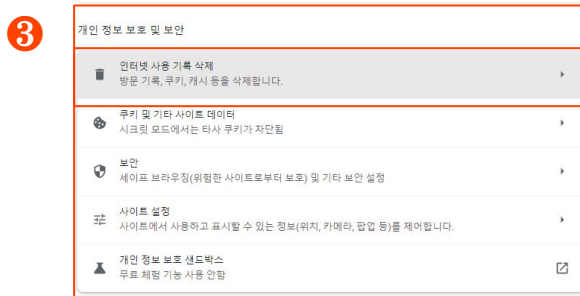 3
개인 정보 보호 및 보안
인터넷 사용 기록 삭제
방문 기록, 쿠키, 캐시 등을 삭제합니다.
쿠키 및 기타 사이트 데이터
시크릿 모드에서는 타사 쿠키가 차단됨
보안
세이프 브라우징(위험한 사이트로부터 보호) 및 기타 보안 설정
사이트 설정
사이트에서 사용하고 표시할 수 있는 정보(위치, 카메라, 팝업 등)를 제어합니다.
개인 정보 보호 샌드박스
무료 체험 기능 사용 안함